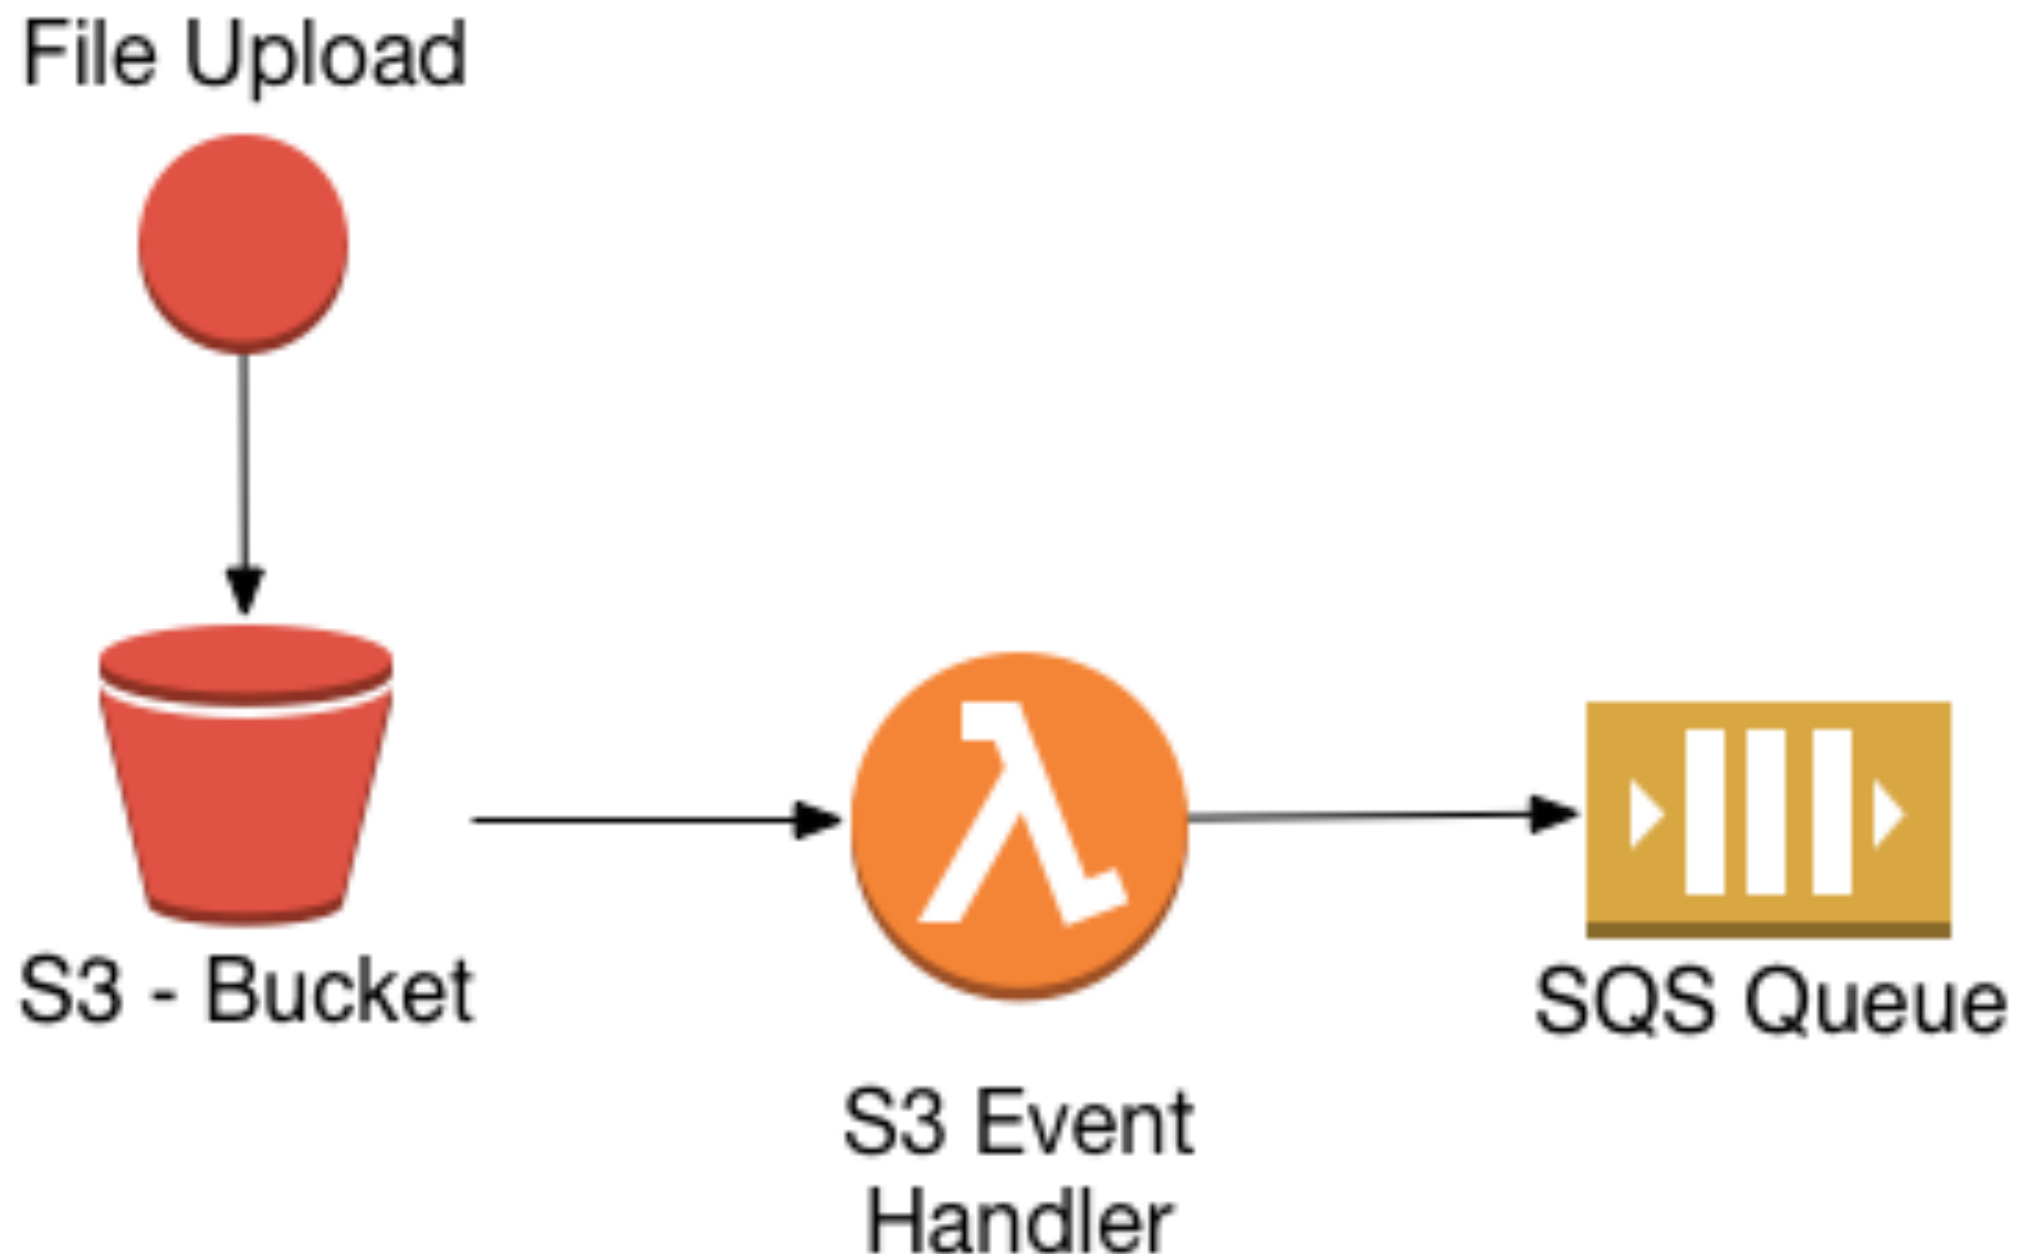 File Upload
S3 - Bucket
S3 Event
Handler
SQS Queue